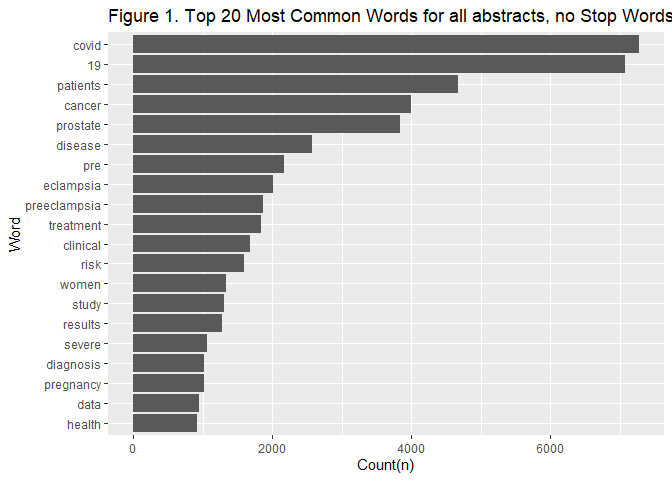 Figure 1. Top 20 Most Common Words for all abstracts, no Stop Words
covid
19
patients
cancer
prostate
disease
pre
eclampsia
preeclampsia
treatment
clinical
risk
women
study
results
severe
diagnosis
pregnancy
data
health
Word
0 2000 4000 6000
Count(n)